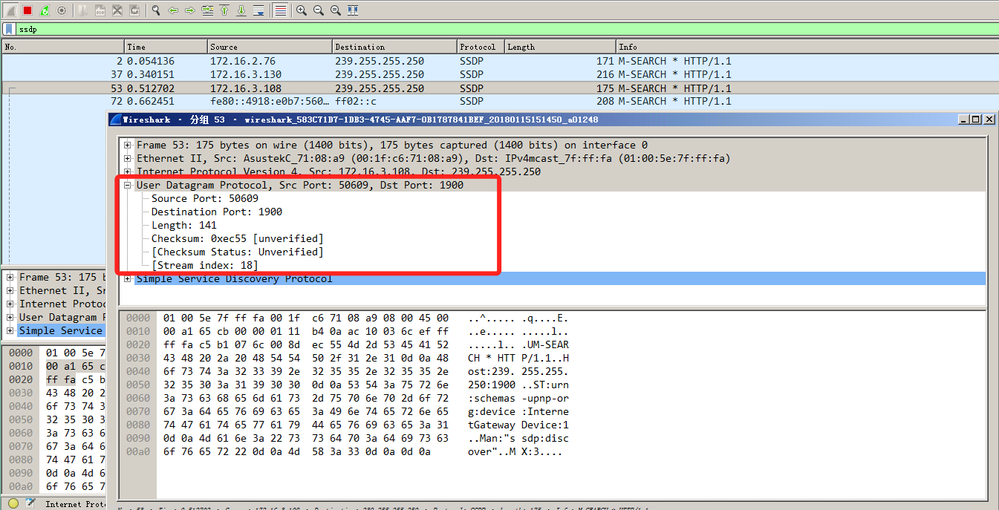 ssdp
No. Time Source Destination Protocol Length Info
2 0.054136 172.16.2.76 239.255.255.250 SSDP 171 M-SEARCH * HTTP/1.1
37 0.340151 172.16.3.130 239.255.255.250 SSDP 216 M-SEARCH * HTTP/1.1
53 0.512702 172.16.3.108 239.255.255.250 SSDP 175 M-SEARCH * HTTP/1.1
72 0.662451 fe80::4918:e0b7:560… ff02::c SSDP 208 M-SEARCH * HTTP/1.1
Wireshark · 分组 53 · wireshark_583C71D7-1DB3-4745-AAF7-0B1787841BEF_20180115151450_a01248
Frame 53: 175 bytes on wire (1400 bits), 175 bytes captured (1400 bits) on interface 0
Ethernet II, Src: AsustekC_71:08:a9 (00:1f:c6:71:08:a9), Dst: IPv4mcast_7f:ff:fa (01:00:5e:7f:ff:fa)
Internet Protocol Version 4, Src: 172.16.3.108, Dst: 239.255.255.250
User Datagram Protocol, Src Port: 50609, Dst Port: 1900
Source Port: 50609
Destination Port: 1900
Length: 141
Checksum: 0xec55 [unverified]
[Checksum Status: Unverified]
[Stream index: 18]
Simple Service Discovery Protocol
0000 01 00 5e 7f ff fa 00 1f c6 71 08 a9 08 00 45 00 ..^..... .q....E.
0010 00 a1 65 cb 00 00 01 11 b4 0a ac 10 03 6c ef ff ..e..... .....l..
0020 ff fa c5 b1 07 6c 00 8d ec 55 4d 2d 53 45 41 52 .....l.. .UM-SEAR
0030 43 48 20 2a 20 48 54 54 50 2f 31 2e 31 0d 0a 48 CH * HTT P/1.1..H
0040 6f 73 74 3a 32 33 39 2e 32 35 35 2e 32 35 35 2e ost:239. 255.255.
0050 32 35 30 3a 31 39 30 30 0d 0a 53 54 3a 75 72 6e 250:1900 ..ST:urn
0060 3a 73 63 68 65 6d 61 73 2d 75 70 6e 70 2d 6f 72 :schemas -upnp-or
0070 67 3a 64 65 76 69 63 65 3a 49 6e 74 65 72 6e 65 g:device :Interne
0080 74 47 61 74 65 77 61 79 44 65 76 69 63 65 3a 31 tGateway Device:1
0090 0d 0a 4d 61 6e 3a 22 73 73 64 70 3a 64 69 73 63 ..Man:"s sdp:disc
00a0 6f 76 65 72 22 0d 0a 4d 58 3a 33 0d 0a 0d 0a over"..M X:3....
Frame 53: 175 b
Ethernet II, Sr
Internet Protoc
User Datagram P
Simple Service
0000 01 00 5e 7
0010 00 a1 65 c
0020 ff fa c5 b
0030 43 48 20 2
0040 6f 73 74 3
0050 32 35 30 3
0060 3a 73 63 6
0070 67 3a 64 6
0080 74 47 61 7
0090 0d 0a 4d 6
00a0 6f 76 65 7
Internet Proto